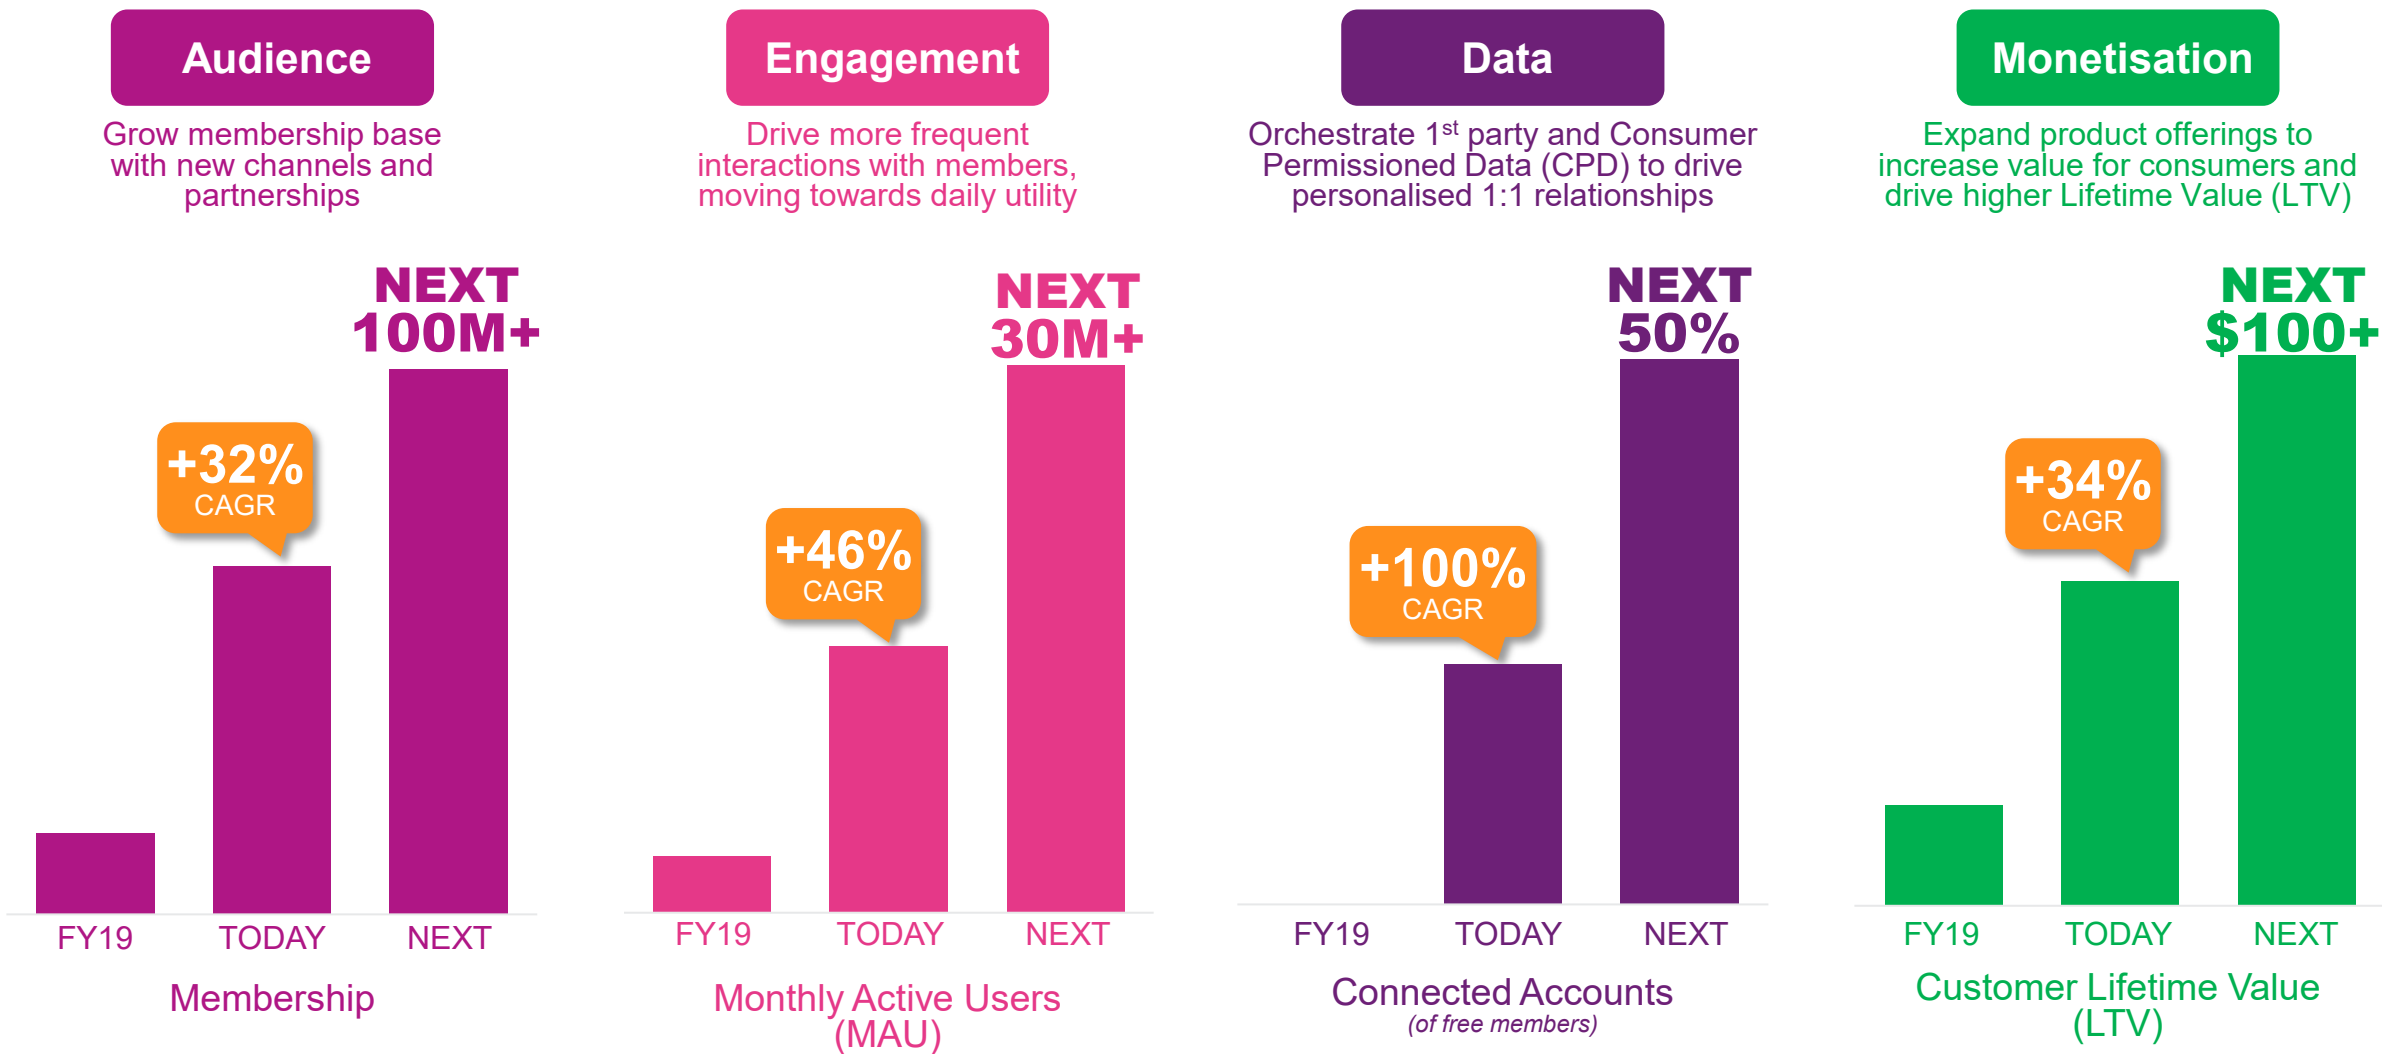 Audience
Grow membership base
with new channels and
partnerships
NEXT
100M+
+32%
CAGR
FY19
TODAY
NEXT
Membership
Engagement
Drive more frequent
interactions with members,
moving towards daily utility
NEXT
30M+
+46%
CAGR
FY19
TODAY
NEXT
Monthly Active Users
(MAU)
Data
Orchestrate 1st party and Consumer
Permissioned Data (CPD) to drive
personalised 1:1 relationships
NEXT
50%
+100%
CAGR
FY19
TODAY
NEXT
Connected Accounts
(of free members)
Monetisation
Expand product offerings to
increase value for consumers and
drive higher Lifetime Value (LTV)
NEXT
$100+
+34%
CAGR
FY19
TODAY
NEXT
Customer Lifetime Value
(LTV)